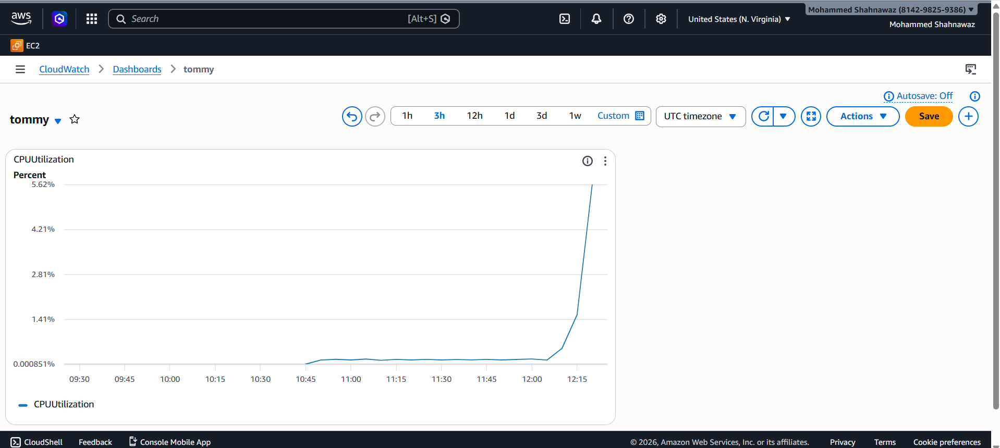 aws
Search
[Alt+S]
United States (N. Virginia)
Mohammed Shahnawaz (8142-9825-9386)
Mohammed Shahnawaz
EC2
CloudWatch
Dashboards
tommy
Autosave: Off
tommy
1h 3h 12h 1d 3d 1w Custom
UTC timezone
Actions
Save
CPUUtilization
Percent
5.62%
4.21%
2.81%
1.41%
0.000851%
09:30 09:45 10:00 10:15 10:30 10:45 11:00 11:15 11:30 11:45 12:00 12:15
CPUUtilization
CloudShell Feedback Console Mobile App © 2026, Amazon Web Services, Inc. or its affiliates. Privacy Terms Cookie preferences